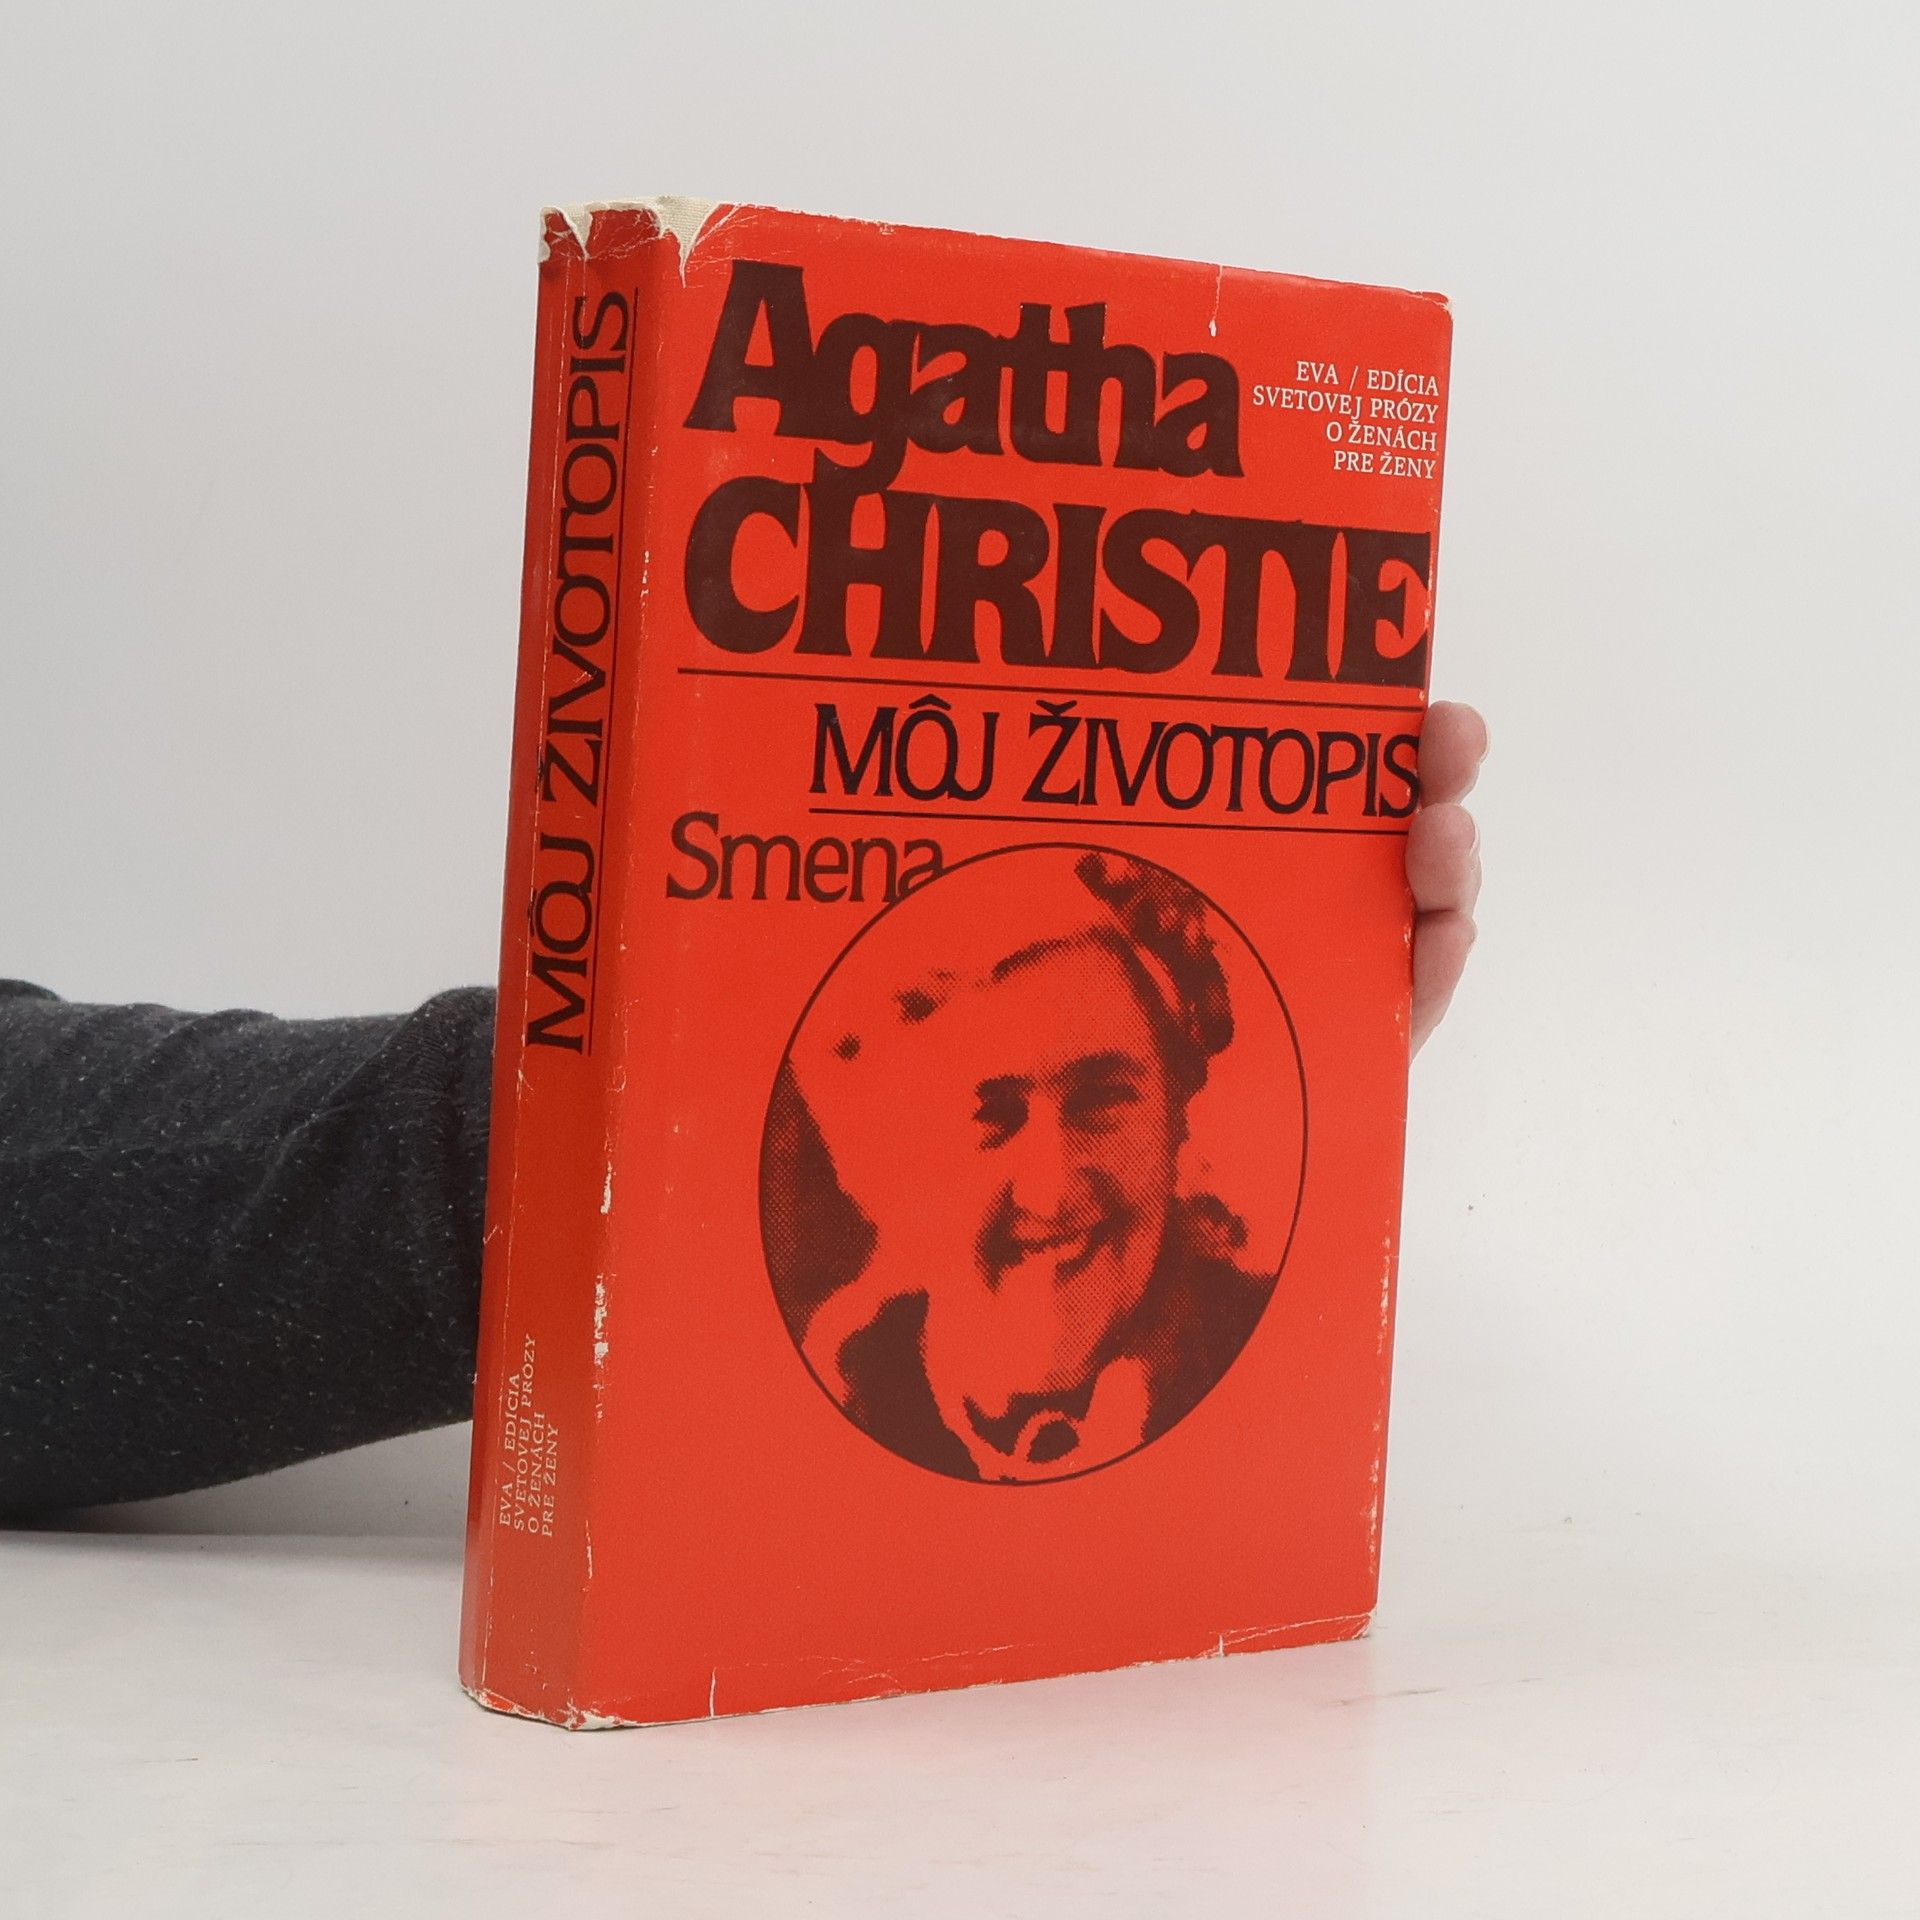 Agatha
CHRISTIE
EVA / EDÍCIA
SVETOVEJ PRÓZY
O ŽENÁCH
PRE ŽENY
MÔJ ŽIVOTOPIS
Smena
MÔJ ŽIVOTOPIS
EVA / EDÍCIA
SVETOVEJ PRÓZY
O ŽENÁCH
PRE ŽENY